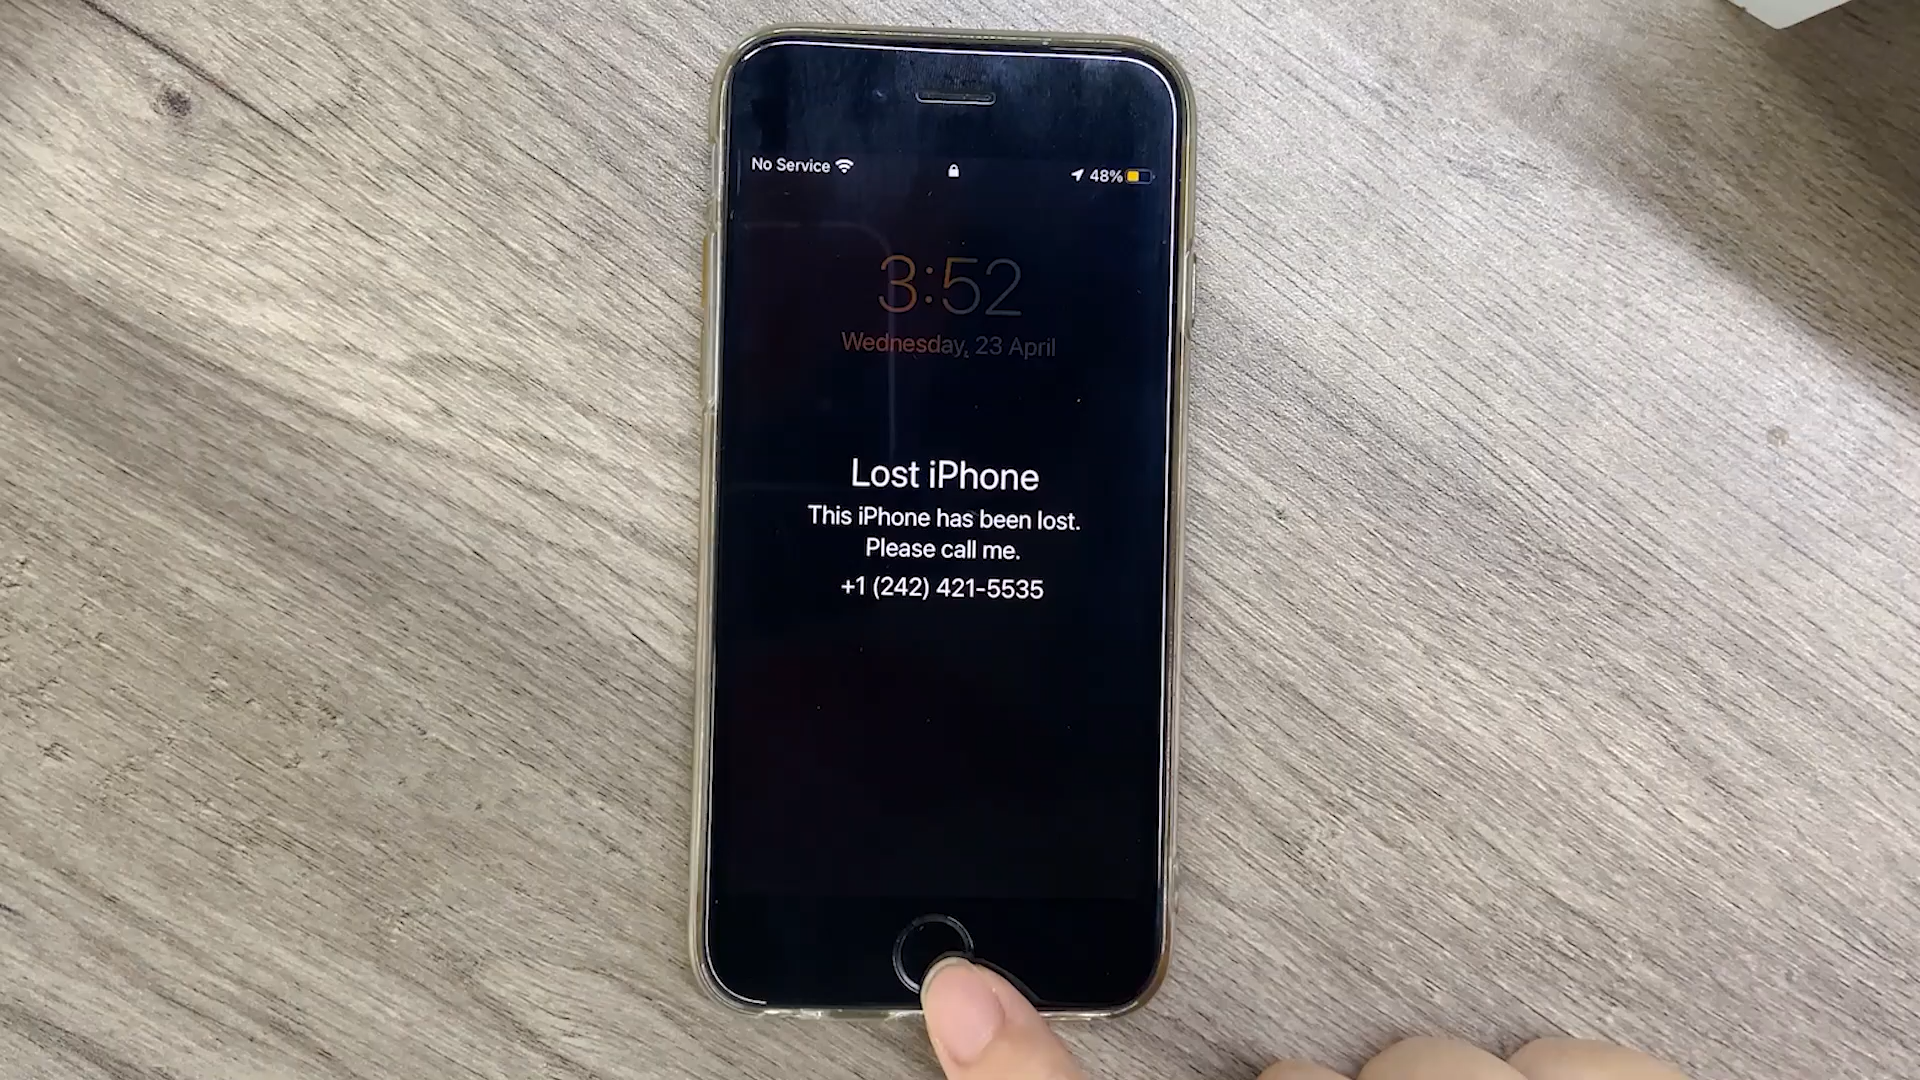 No Service
48%
3:52
Wednesday, 23 April
Lost iPhone
This iPhone has been lost.
Please call me.
+1 (242) 421-5535